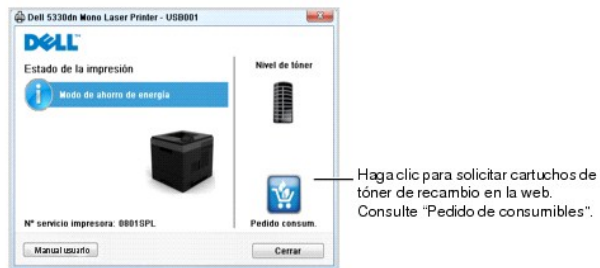 Dell 5330dn Mono Laser Printer - USB001
DELL
Estado de la impresión
Nivel de tóner
Modo de ahorro de energía
Haga clic para solicitar cartuchos de
tóner de recambio en la web.
Consulte "Pedido de consumibles".
Nº servicio impresora: 0801SPL
Pedido consum.
Manual usuario
Cerrar